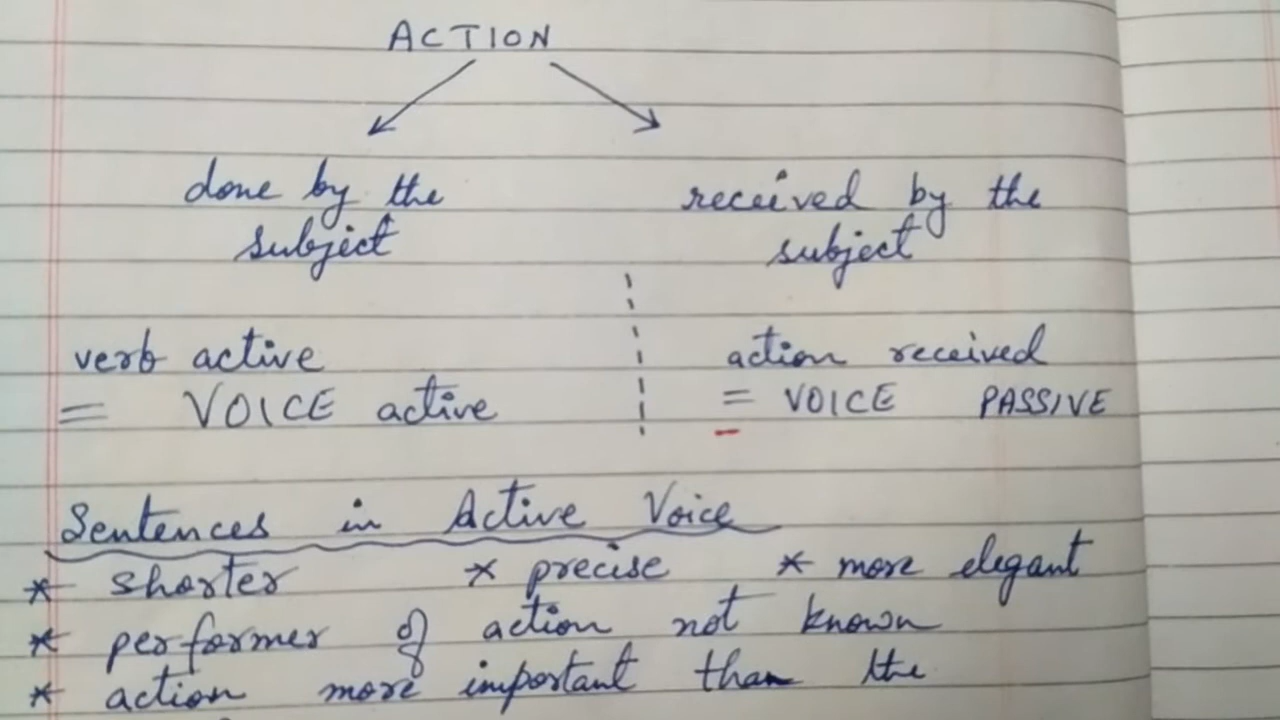 ACTION
done by the received by the
subject subject
verb active action received
= VOICE active = VOICE PASSIVE
Sentences in Active Voice
* shorter * precise * more elegant
* performer of action not known
* action more important than the